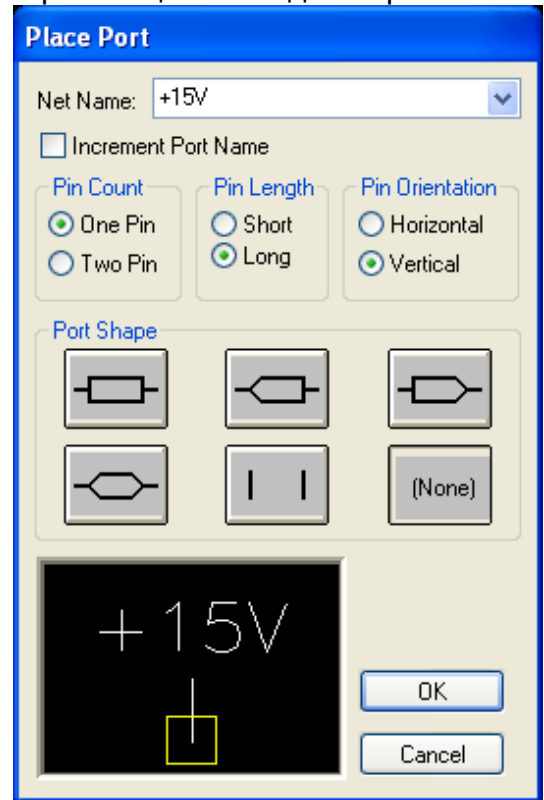 Place Port
Net Name: +15V
Increment Port Name
Pin Count Pin Length Pin Orientation
One Pin Short Horizontal
Two Pin Long Vertical
Port Shape
(None)
+15V
OK
Cancel